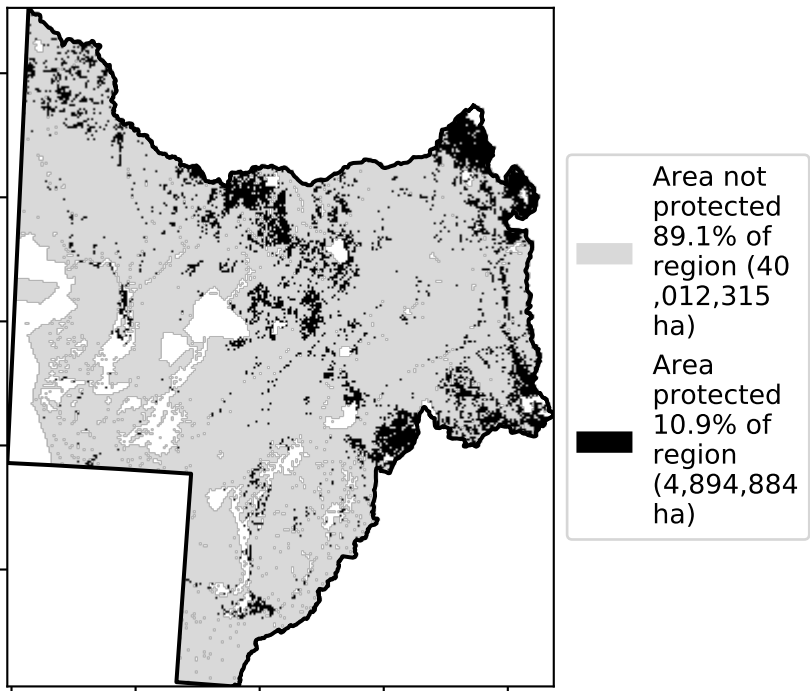 Area not
protected
89.1% of
region (40
,012,315
ha)
Area
protected
10.9% of
region
(4,894,884
ha)